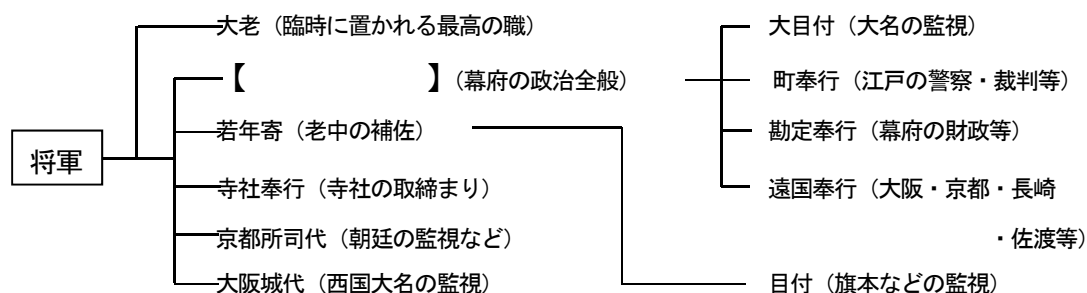 大老（臨時に置かれる最高の職）
【　　　　　　】（幕府の政治全般）
若年寄（老中の補佐）
将軍
寺社奉行（寺社の取締まり）
京都所司代（朝廷の監視など）
大阪城代（西国大名の監視）
大目付（大名の監視）
町奉行（江戸の警察・裁判等）
勘定奉行（幕府の財政等）
遠国奉行（大阪・京都・長崎
・佐渡等）
目付（旗本などの監視）